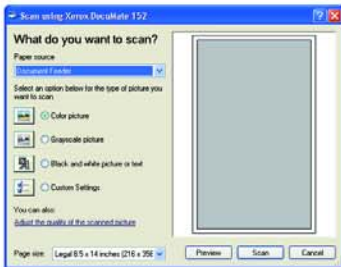 Scan using Xerox DocuMate 152
What do you want to scan?
Paper source
Document Feeder
Select an option below for the type of picture you
want to scan.
Color picture
Grayscale picture
Black and white picture or text
Custom Settings
You can also:
Adjust the quality of the scanned picture
Page size:
Legal 8.5 x 14 inches (216 x 356
Preview
Scan
Cancel